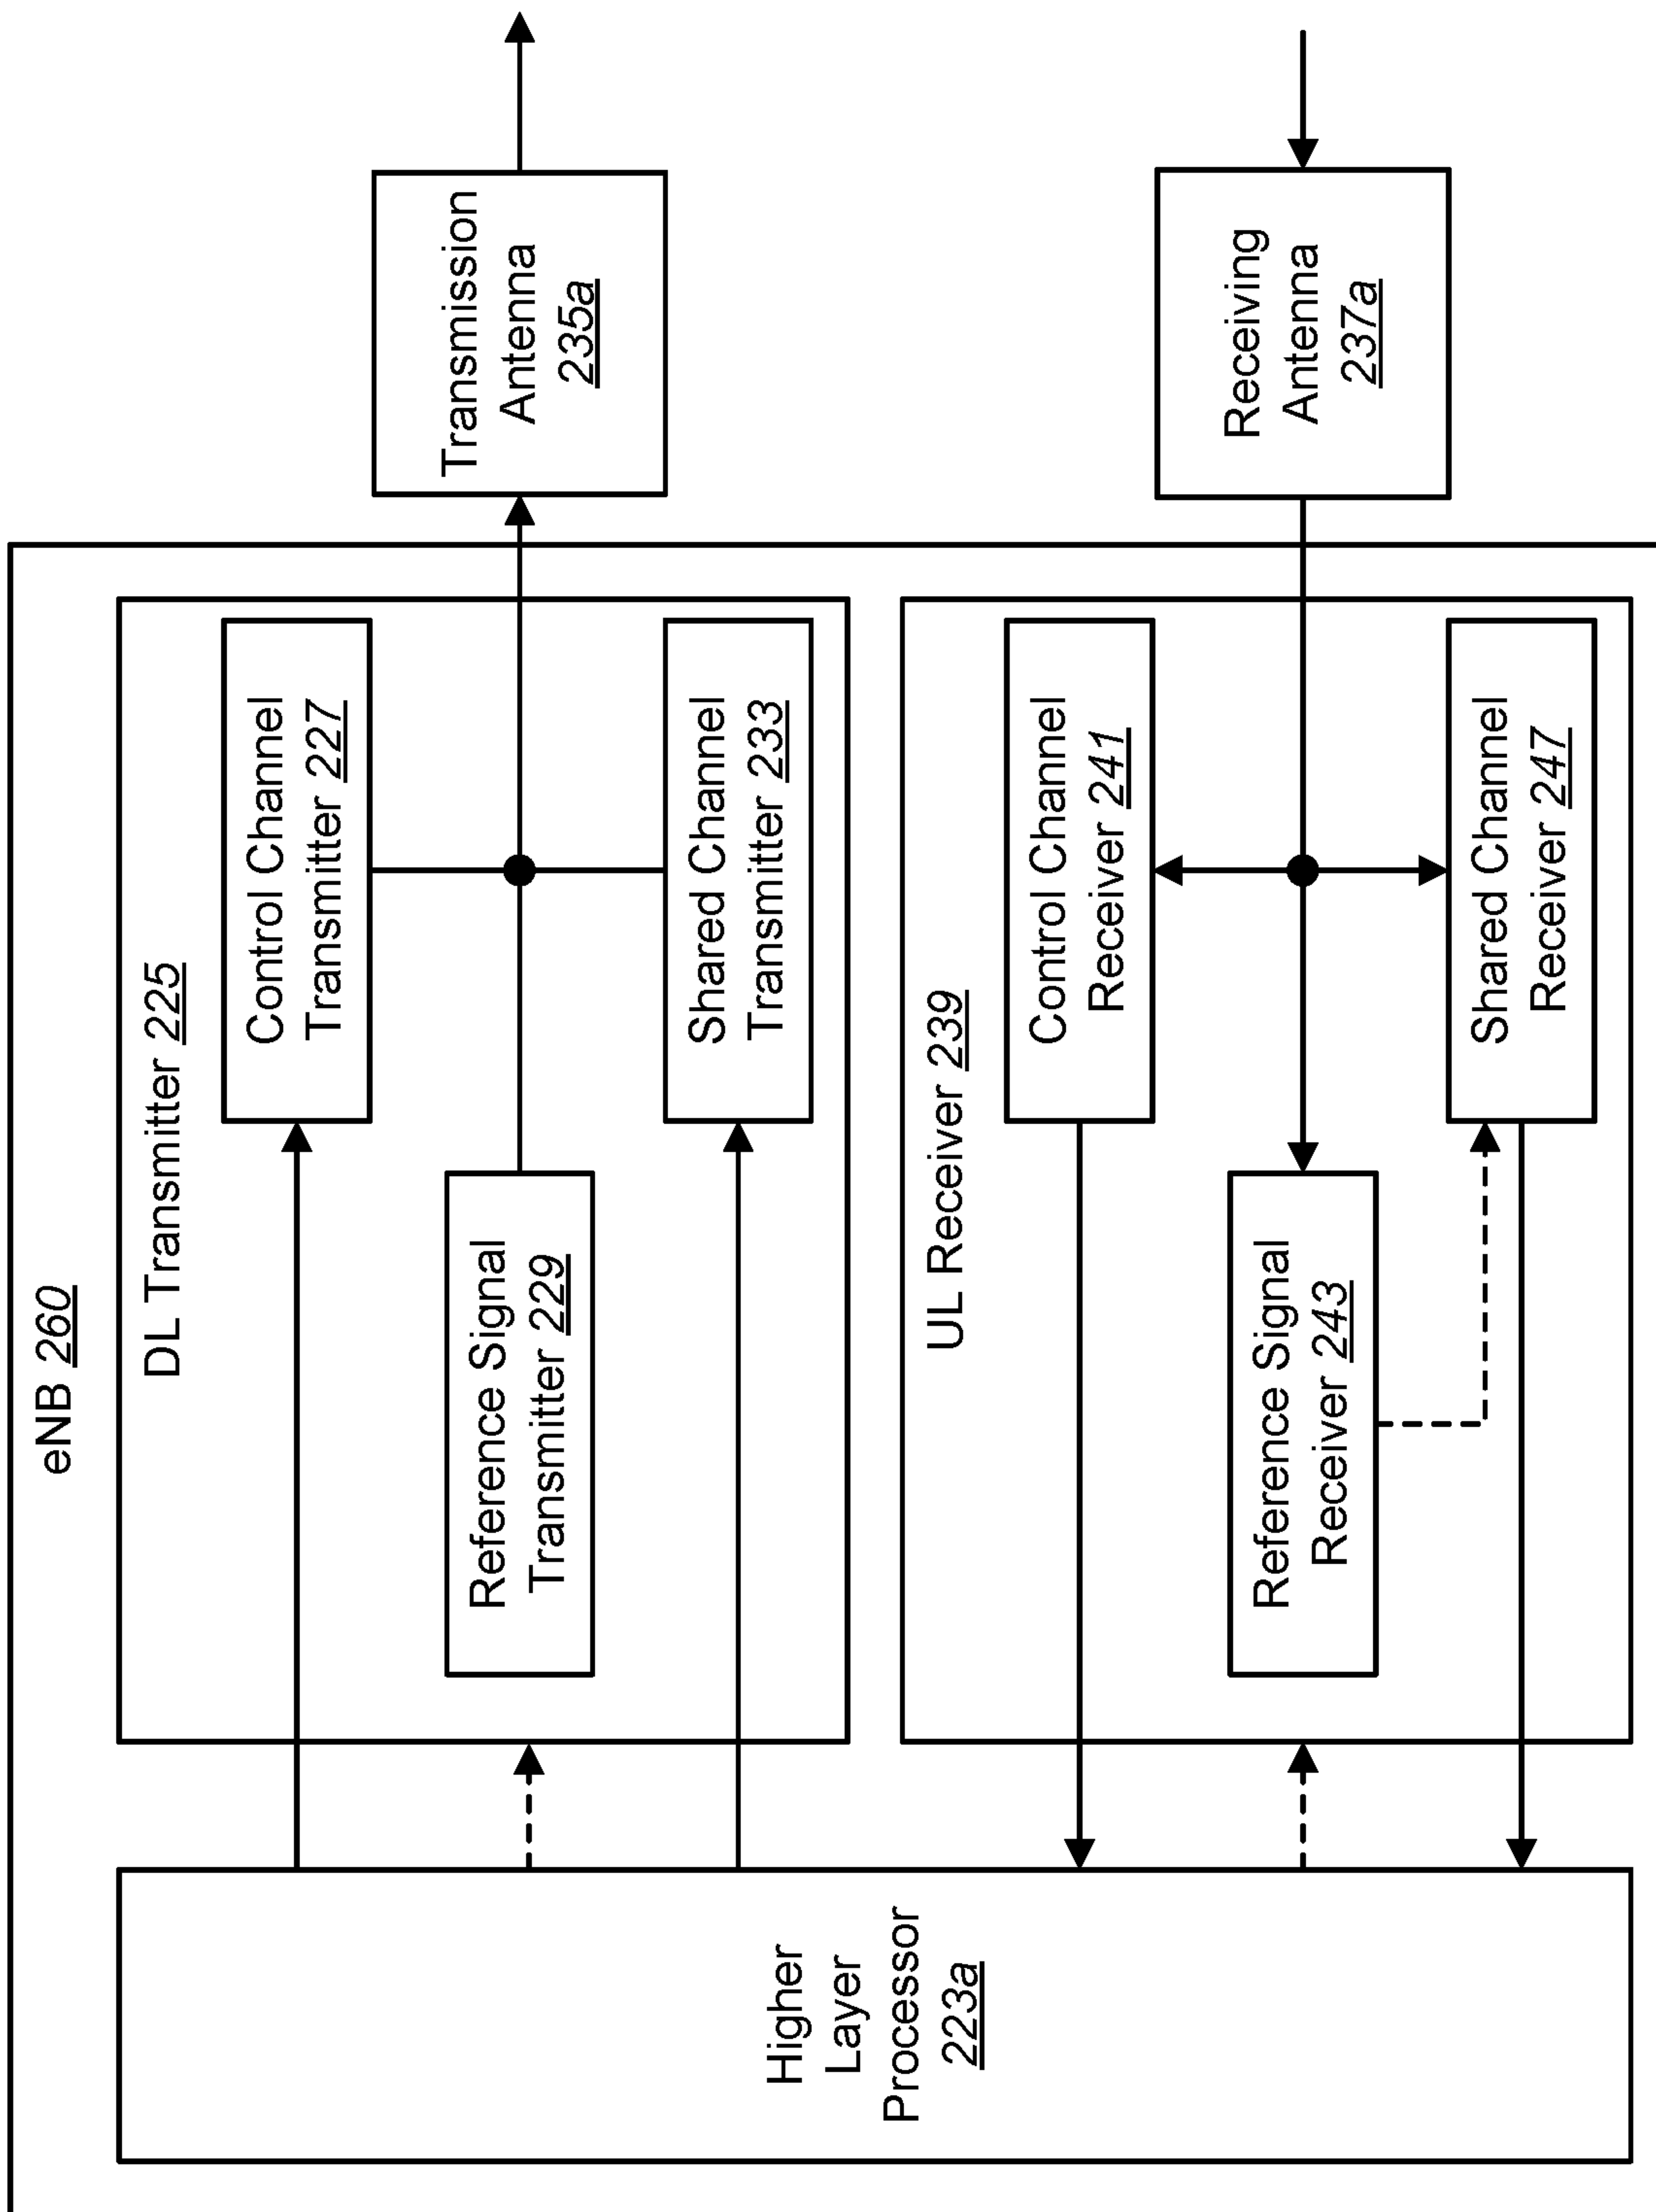 eNB 260
Higher
Layer
Processor
223a
DL Transmitter 225
Control Channel
Transmitter 227
Reference Signal
Transmitter 229
Shared Channel
Transmitter 233
Transmission
Antenna
235a
UL Receiver 239
Control Channel
Receiver 241
Reference Signal
Receiver 243
Shared Channel
Receiver 247
Receiving
Antenna
237a